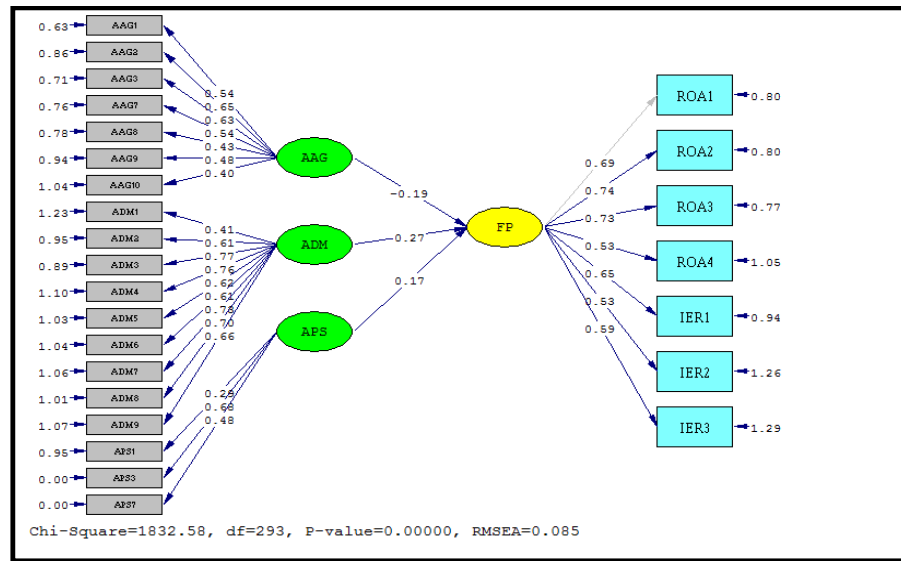 0.63 AAG1
0.86 AAG2
0.71 AAG3
0.76 AAG7
0.78 AAG8
0.94 AAG9
1.04 AAG10
1.23 ADM1
0.95 ADM2
0.89 ADM3
1.10 ADM4
1.03 ADM5
1.04 ADM6
1.06 ADM7
1.01 ADM8
1.07 ADM9
0.95 APS1
0.00 APS3
0.00 APS7
0.54
0.65
0.63
0.54
0.43
0.48
0.40
0.41
0.61
0.77
0.76
0.62
0.61
0.78
0.70
0.66
0.29
0.68
0.48
AAG
ADM
APS
-0.19
0.27
0.17
FP
0.69
0.74
0.73
0.53
0.65
0.53
0.59
ROA1 0.80
ROA2 0.80
ROA3 0.77
ROA4 1.05
IER1 0.94
IER2 1.26
IER3 1.29
Chi-Square=1832.58, df=293, P-value=0.00000, RMSEA=0.085